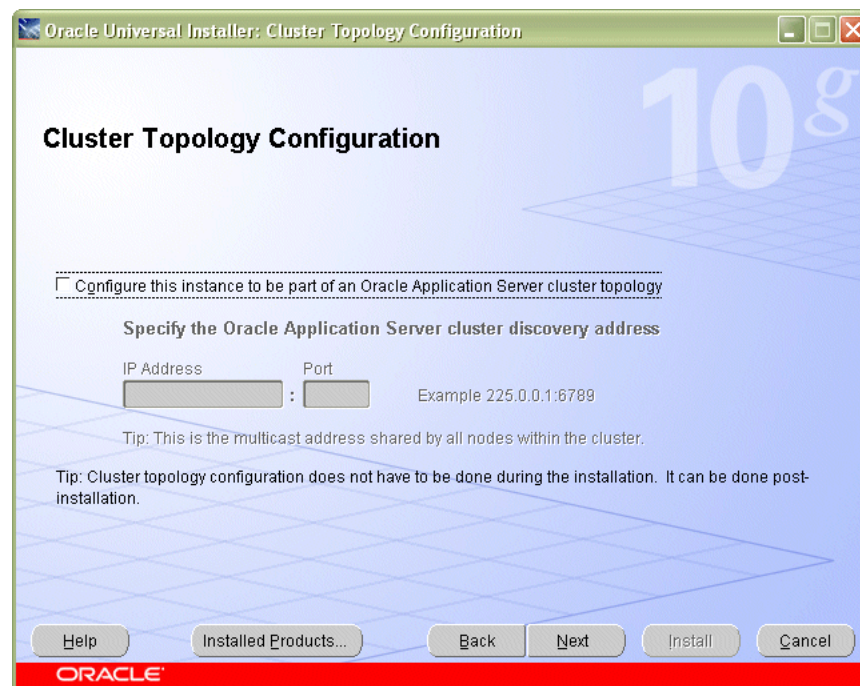 Oracle Universal Installer: Cluster Topology Configuration
10g
Cluster Topology Configuration
Configure this instance to be part of an Oracle Application Server cluster topology
Specify the Oracle Application Server cluster discovery address
IP Address Port
: Example 225.0.0.1:6789
Tip: This is the multicast address shared by all nodes within the cluster.
Tip: Cluster topology configuration does not have to be done during the installation. It can be done post-
installation.
Help Installed Products... Back Next Install Cancel
ORACLE